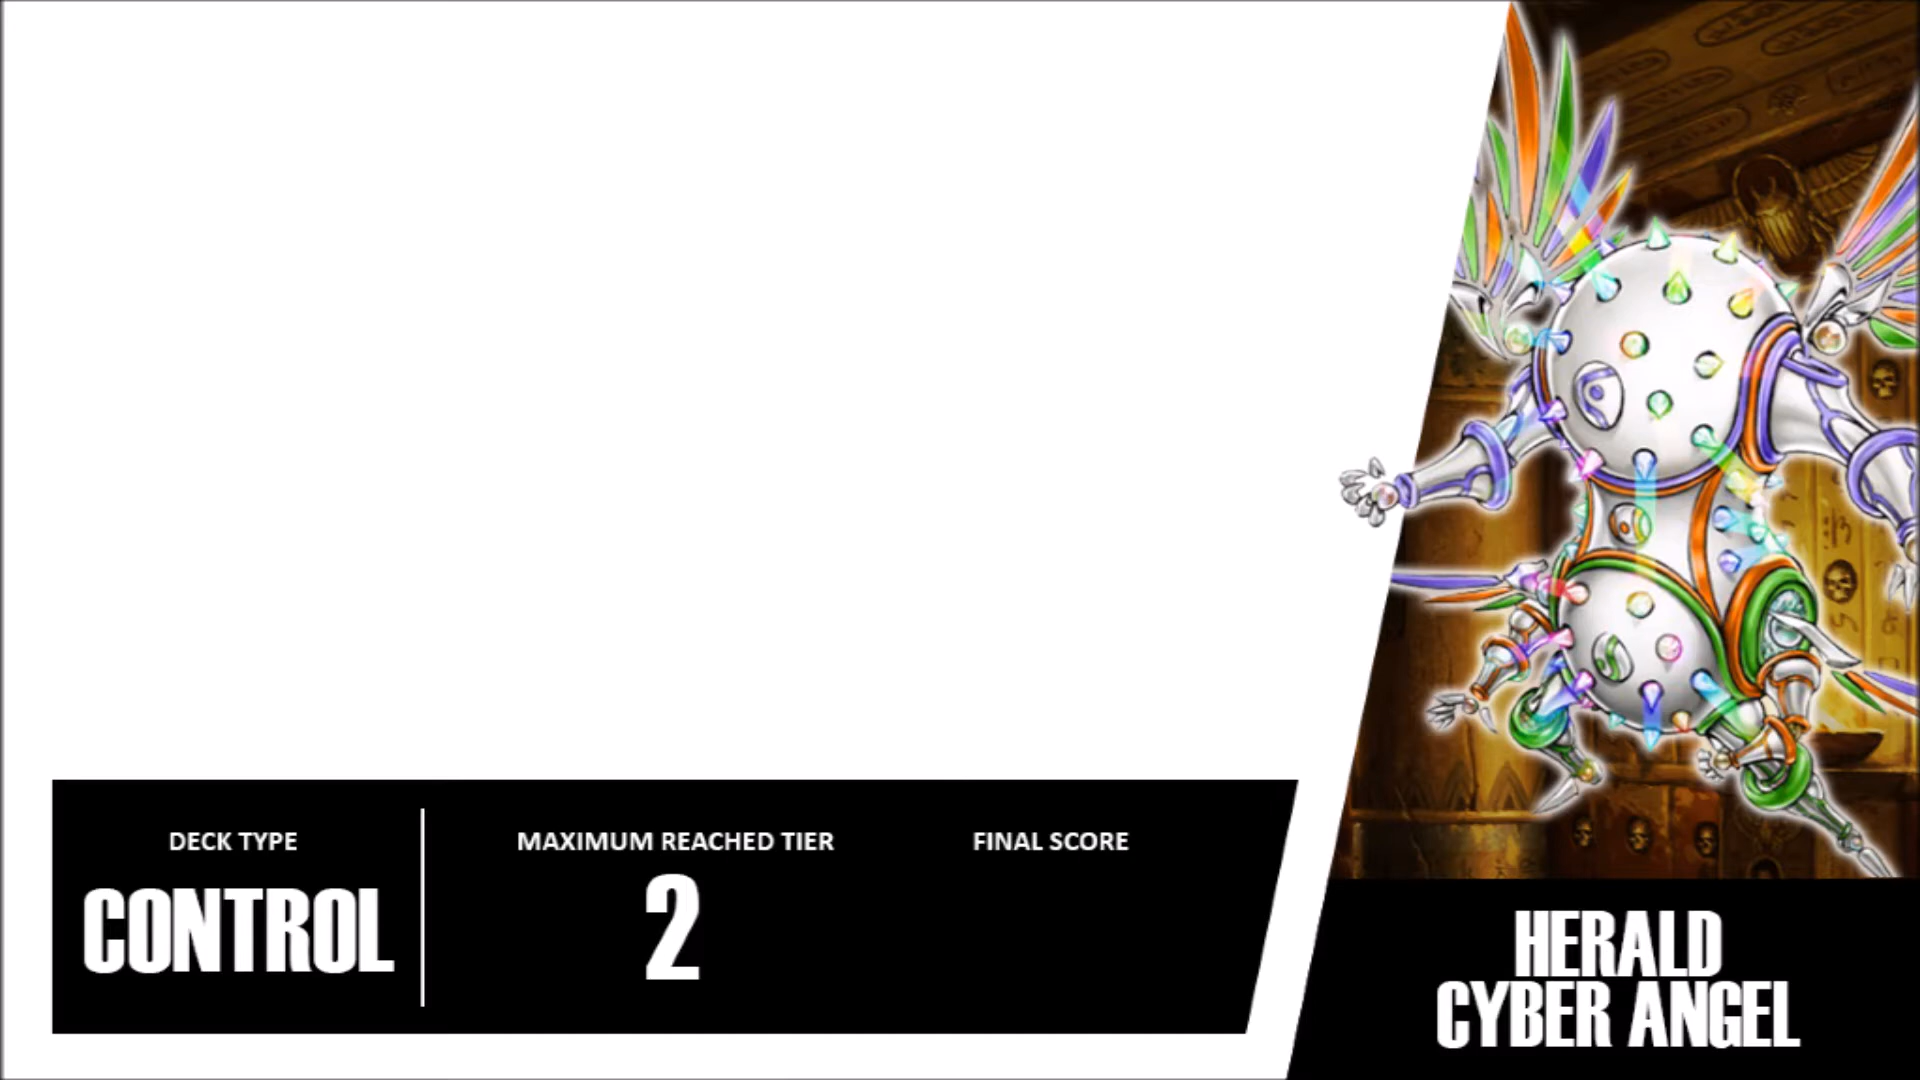 DECK TYPE
CONTROL
MAXIMUM REACHED TIER
2
FINAL SCORE
HERALD
CYBER ANGEL